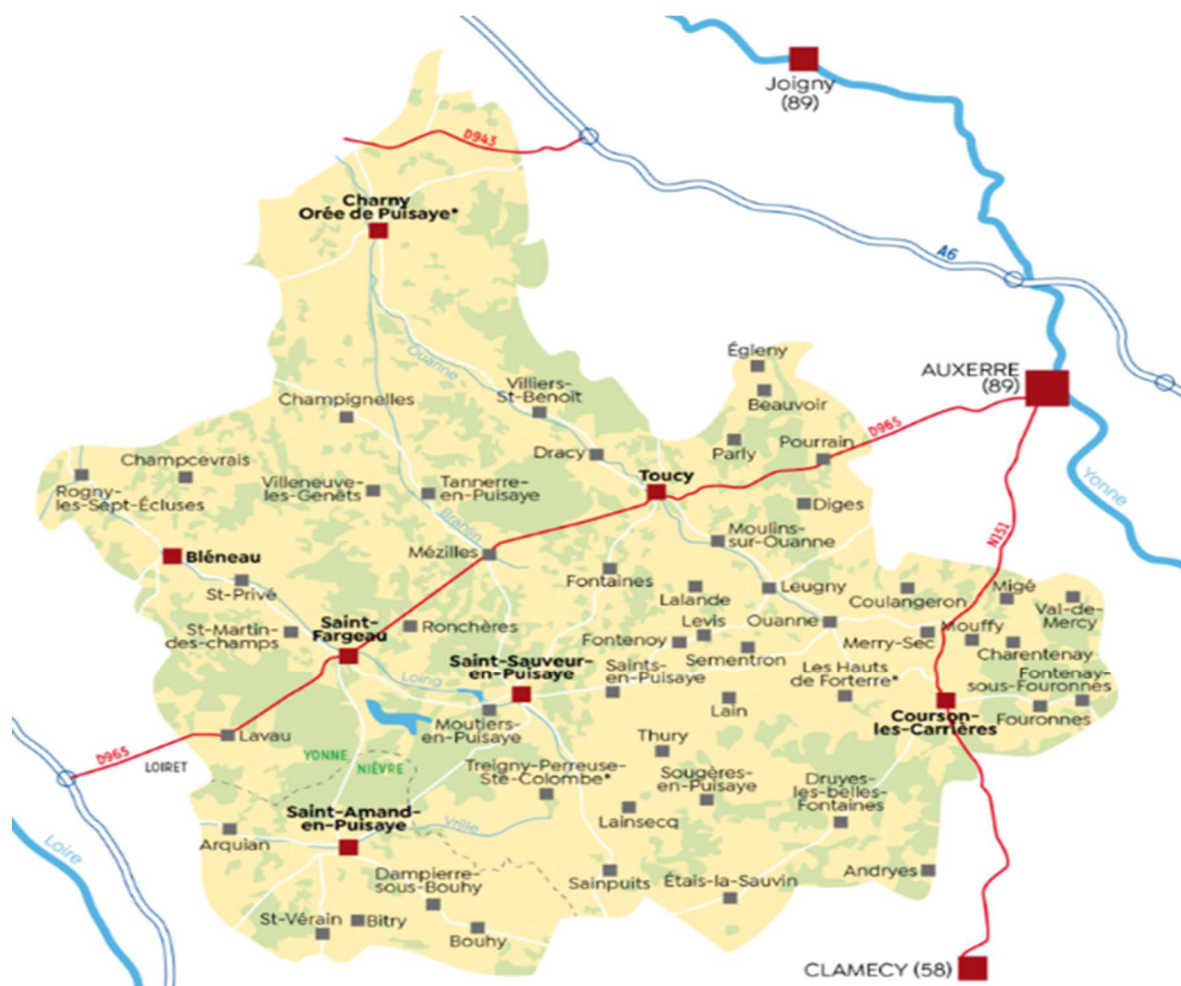 Joigny
(89)
D943
Charny
Orée de Puisaye*
A6
Ouanne
Égleny
AUXERRE
(89)
Villiers-
St-Benoît
Beauvoir
Champignelles
D965
Parly
Pourrain
Dracy
Champcevrais
Toucy
Yonne
Rogny-
les-Sept-Écluses
Villeneuve-
les-Genêts
Tannerre-
en-Puisaye
Diges
Branlin
N151
Moulins-
sur-Ouanne
Bléneau
Mézilles
Fontaines
St-Privé
Lalande
Leugny
Coulangeron
Migé
Val-de-
Mercy
St-Martin-
des-champs
Saint-
Fargeau
Ronchères
Levis
Fontenoy
Ouanne
Sementron
Merry-Sec
Mouffy
Charentenay
Saint-Sauveur-
en-Puisaye
Saints-
en-Puisaye
Les Hauts
de Forterre*
Fontenay-
sous-Fouronnes
Loing
Lain
Courson-
les-Carrières
Fouronnes
Moutiers-
en-Puisaye
Lavau
Thury
D965
LOIRET
YONNE
NIÈVRE
Treigny-Perreuse-
Ste-Colombe*
Sougères-
en-Puisaye
Druyes-
les-belles-
Fontaines
Saint-Amand-
en-Puisaye
Vrille
Lainsecq
Loire
Arquian
Dampierre-
sous-Bouhy
Sainpuits
Étais-la-Sauvin
Andryes
St-Vérain
Bitry
Bouhy
CLAMECY (58)